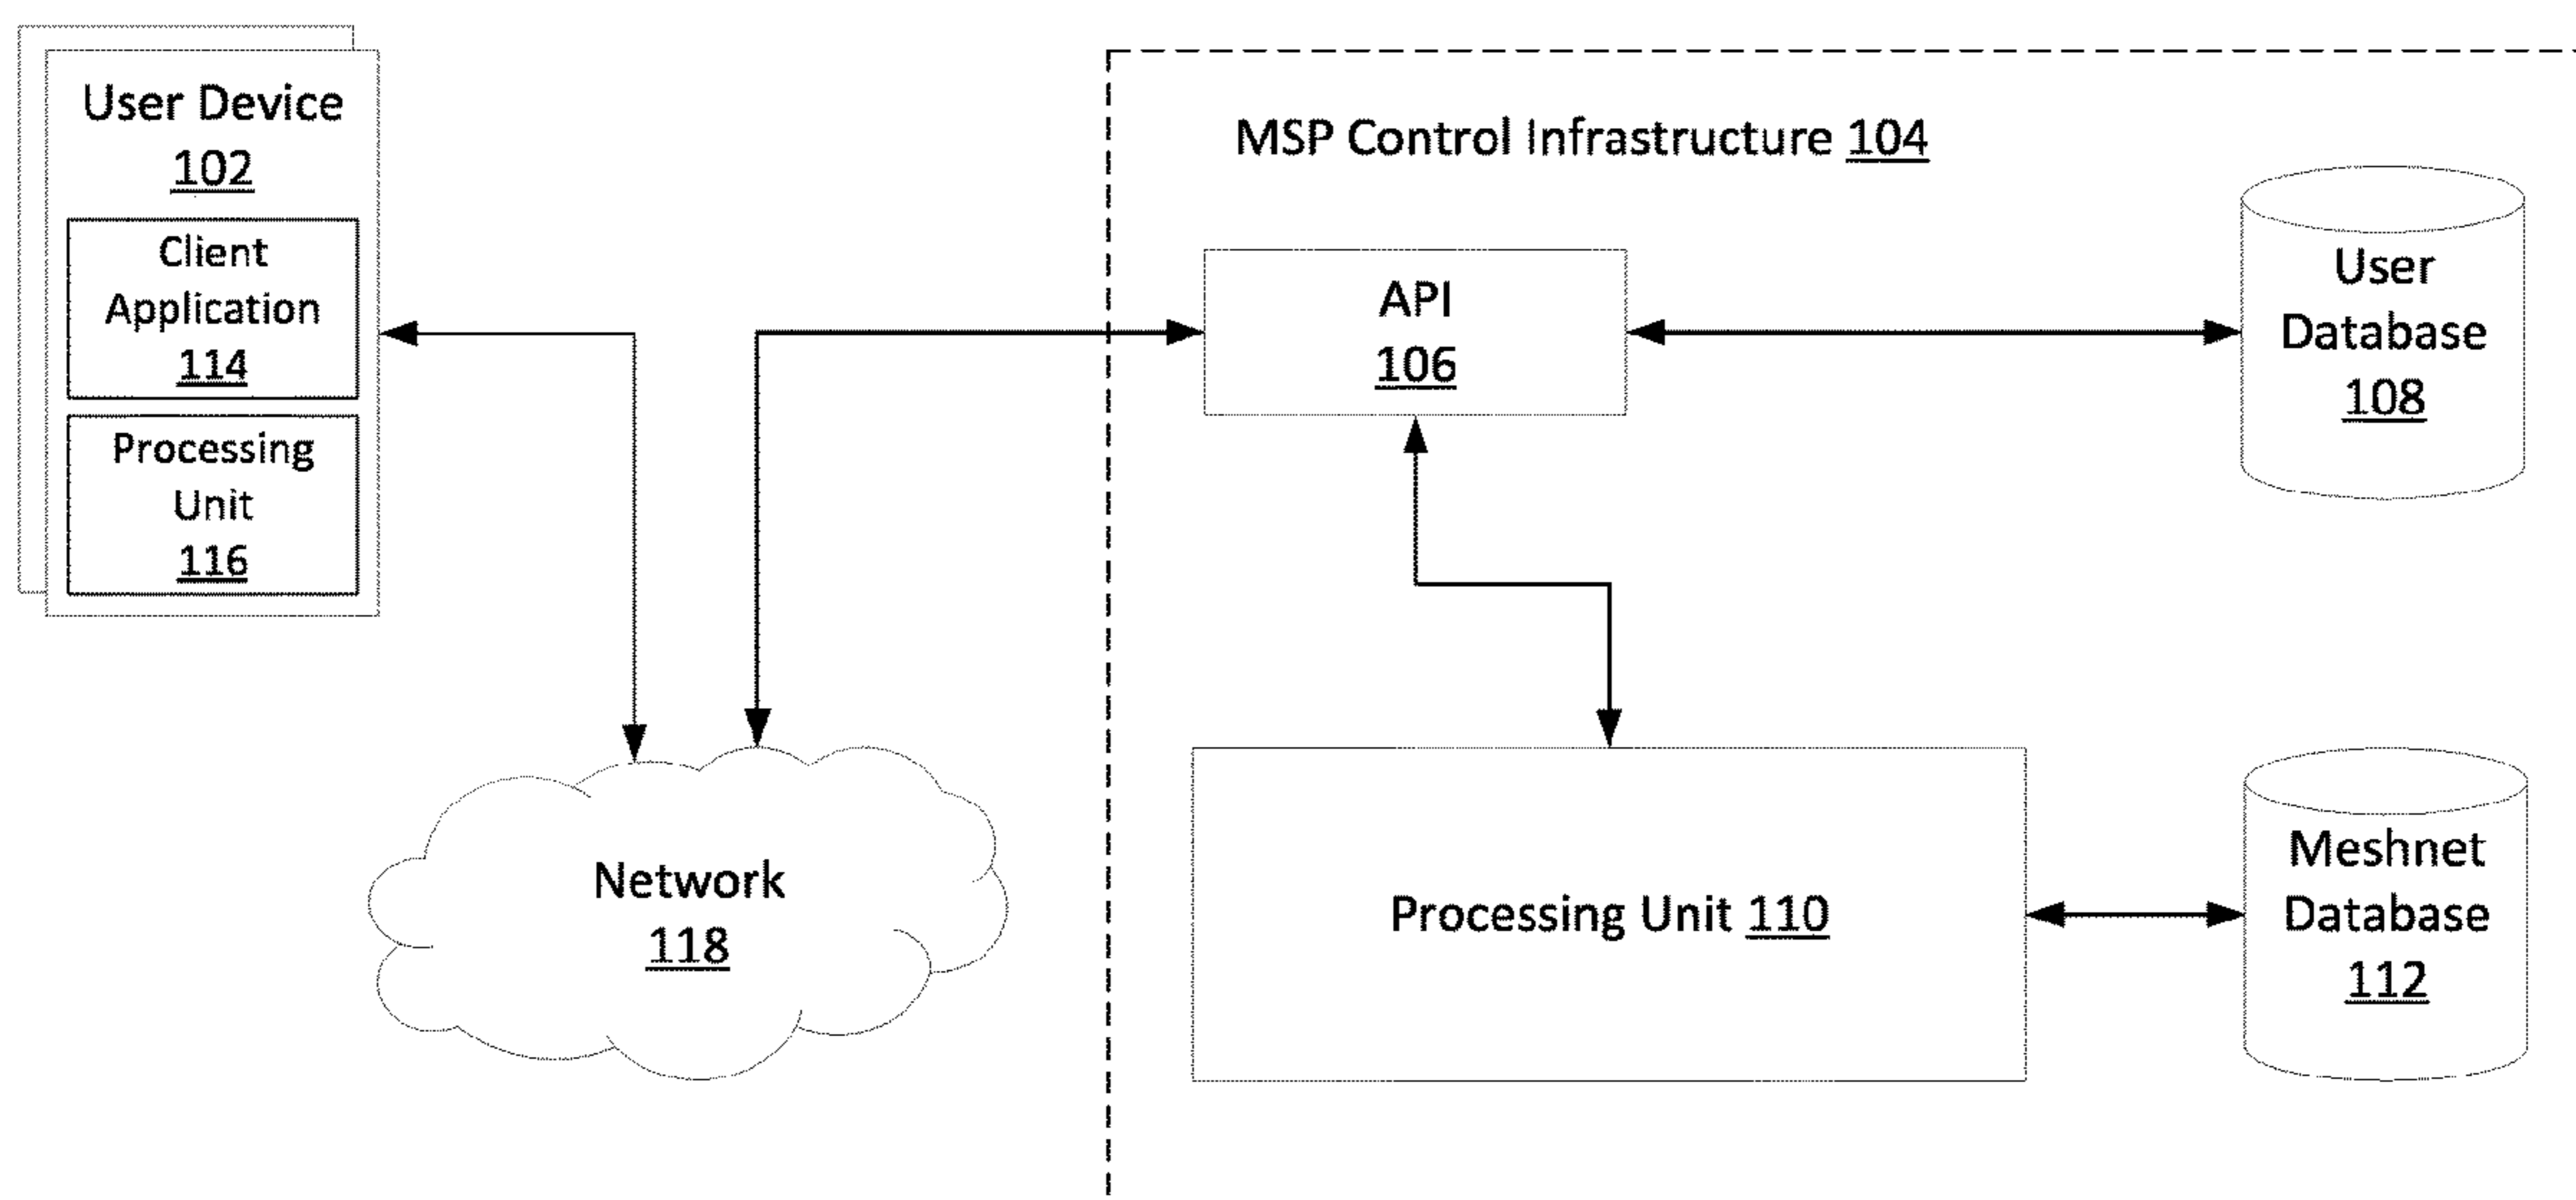 User Device
102
Client
Application
114
Processing
Unit
116
Network
118
MSP Control Infrastructure 104
API
106
User
Database
108
Processing Unit 110
Meshnet
Database
112